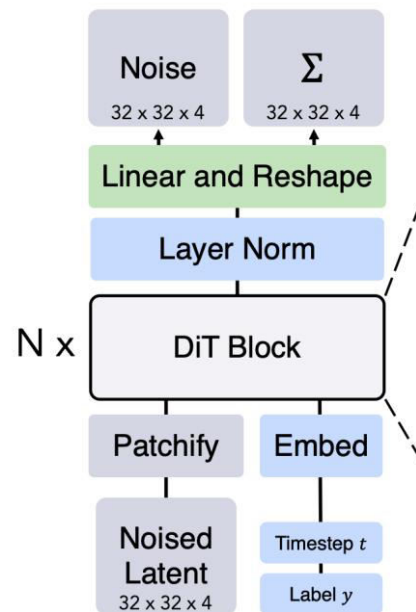 Noise
32 x 32 x 4
Σ
32 x 32 x 4
Linear and Reshape
Layer Norm
N x
DiT Block
Patchify
Embed
Noised
Latent
32 x 32 x 4
Timestep t
Label y